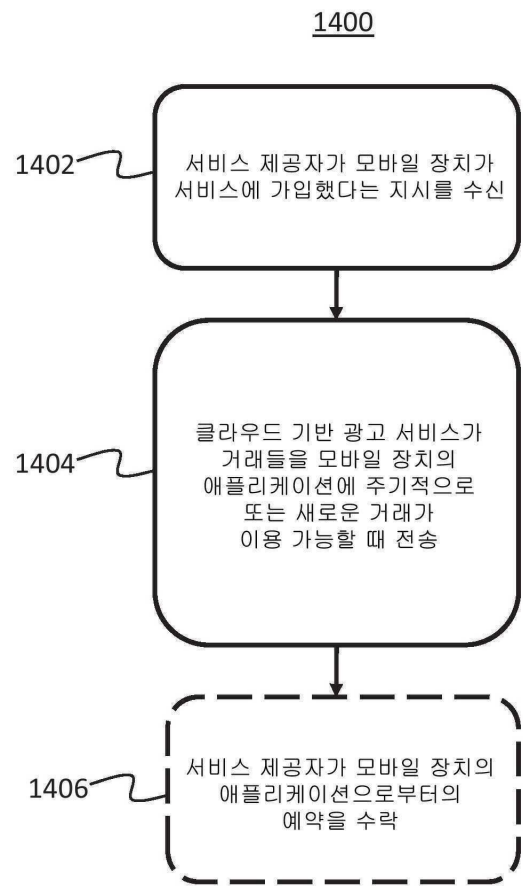 1400
1402
서비스 제공자가 모바일 장치가
서비스에 가입했다는 지시를 수신
1404
클라우드 기반 광고 서비스가
거래들을 모바일 장치의
애플리케이션에 주기적으로
또는 새로운 거래가
이용 가능할 때 전송
1406
서비스 제공자가 모바일 장치의
애플리케이션으로부터의
예약을 수락